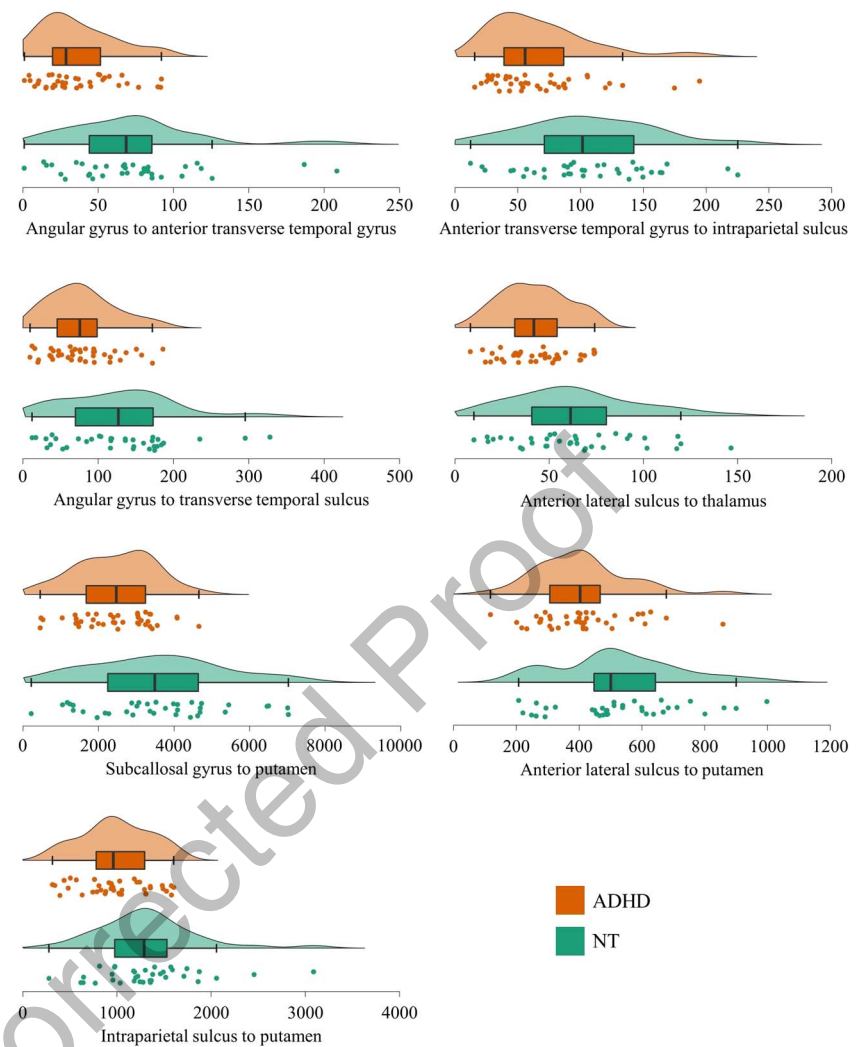 0 50 100 150 200 250
Angular gyrus to anterior transverse temporal gyrus
0 50 100 150 200 250 300
Anterior transverse temporal gyrus to intraparietal sulcus
0 100 200 300 400 500
Angular gyrus to transverse temporal sulcus
0 50 100 150 200
Anterior lateral sulcus to thalamus
0 2000 4000 6000 8000 10000
Subcallosal gyrus to putamen
0 200 400 600 800 1000 1200
Anterior lateral sulcus to putamen
0 1000 2000 3000 4000
Intraparietal sulcus to putamen
ADHD
NT
orrected Proof